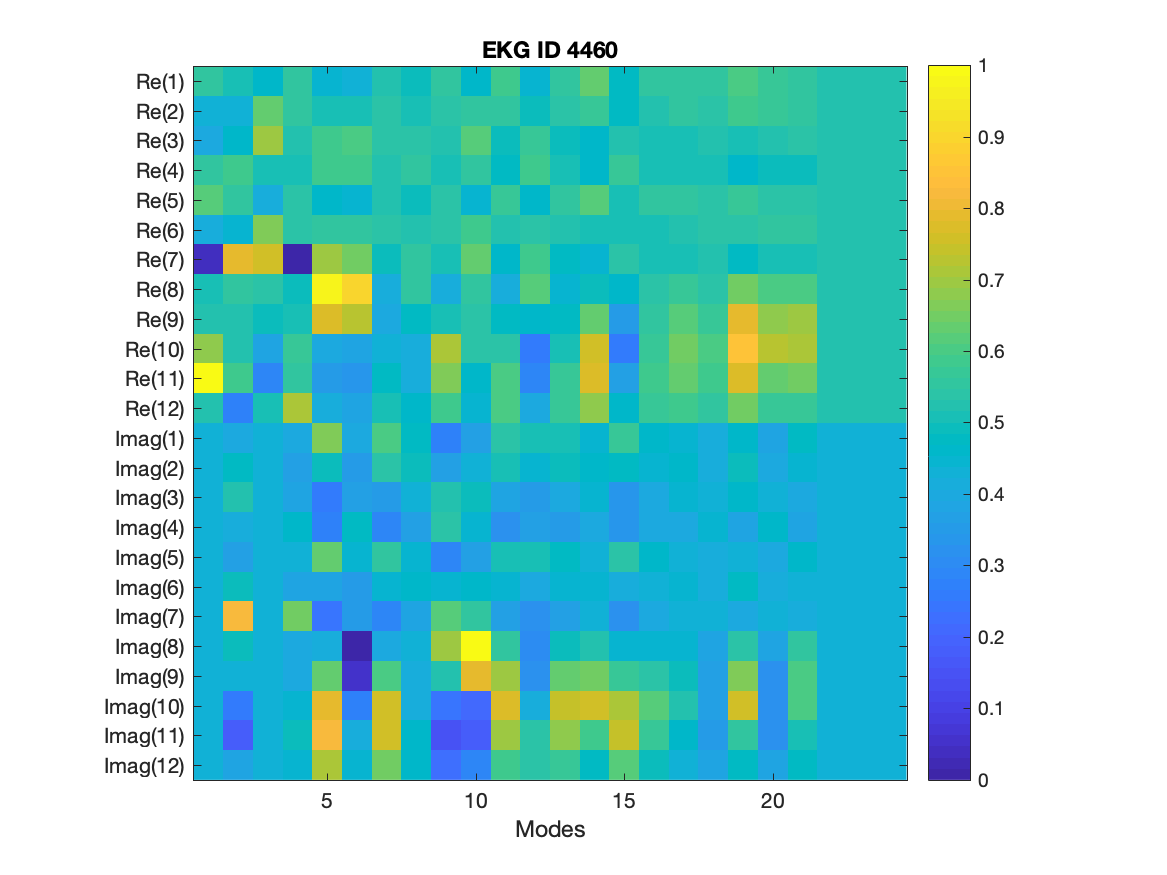 EKG ID 4460
Re(1)
Re(2)
Re(3)
Re(4)
Re(5)
Re(6)
Re(7)
Re(8)
Re(9)
Re(10)
Re(11)
Re(12)
Imag(1)
Imag(2)
Imag(3)
Imag(4)
Imag(5)
Imag(6)
Imag(7)
Imag(8)
Imag(9)
Imag(10)
Imag(11)
Imag(12)
5 10 15 20
Modes
1
0.9
0.8
0.7
0.6
0.5
0.4
0.3
0.2
0.1
0